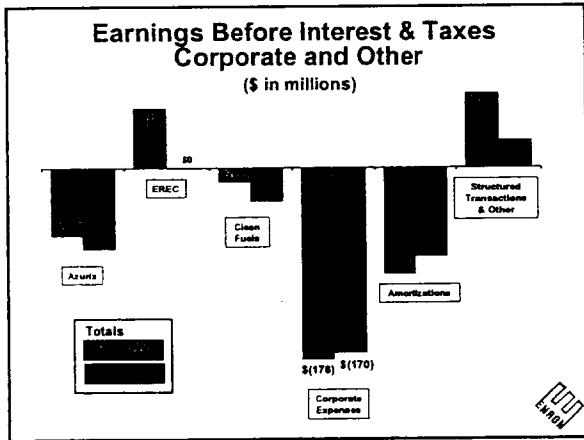 Earnings Before Interest & Taxes
Corporate and Other
($ in millions)
$0
EREC
Clean
Fuels
Structured
Transactions
& Other
Azurix
Amortizations
Totals
$(178) $(170)
Corporate
Expenses
ENRON